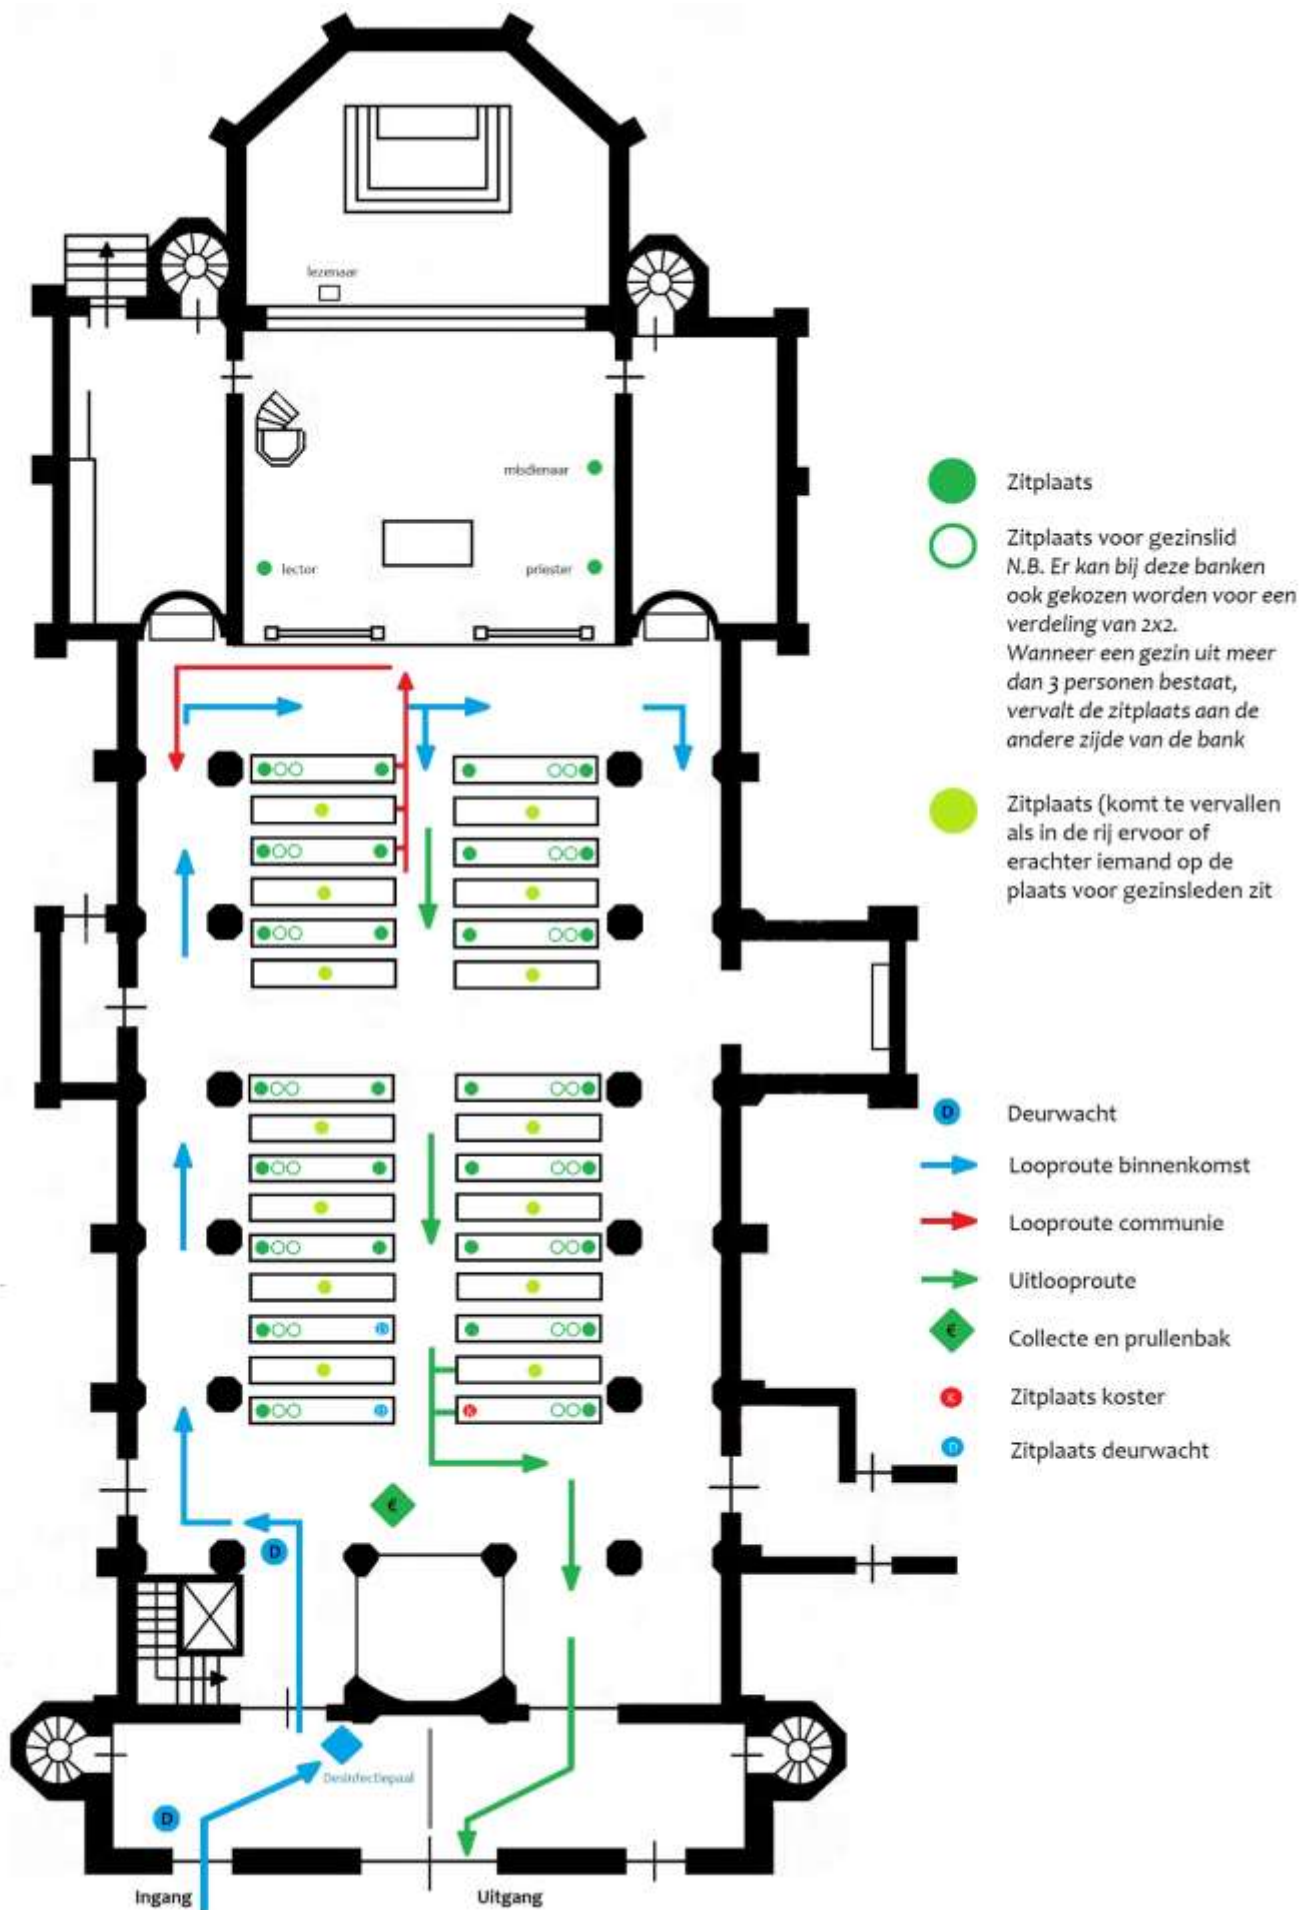 lezenaar
misdienaar
lector
priester
Zitplaats
Zitplaats voor gezinslid
N.B. Er kan bij deze banken
ook gekozen worden voor een
verdeling van 2x2.
Wanneer een gezin uit meer
dan 3 personen bestaat,
vervalt de zitplaats aan de
andere zijde van de bank
Zitplaats (komt te vervallen
als in de rij ervoor of
erachter iemand op de
plaats voor gezinsleden zit
D
Deurwacht
Looproute binnenkomst
Looproute communie
Uitlooproute
€
Collecte en prullenbak
K
Zitplaats koster
D
Zitplaats deurwacht
D
D
K
€
D
Desinfectiepaal
D
Ingang
Uitgang